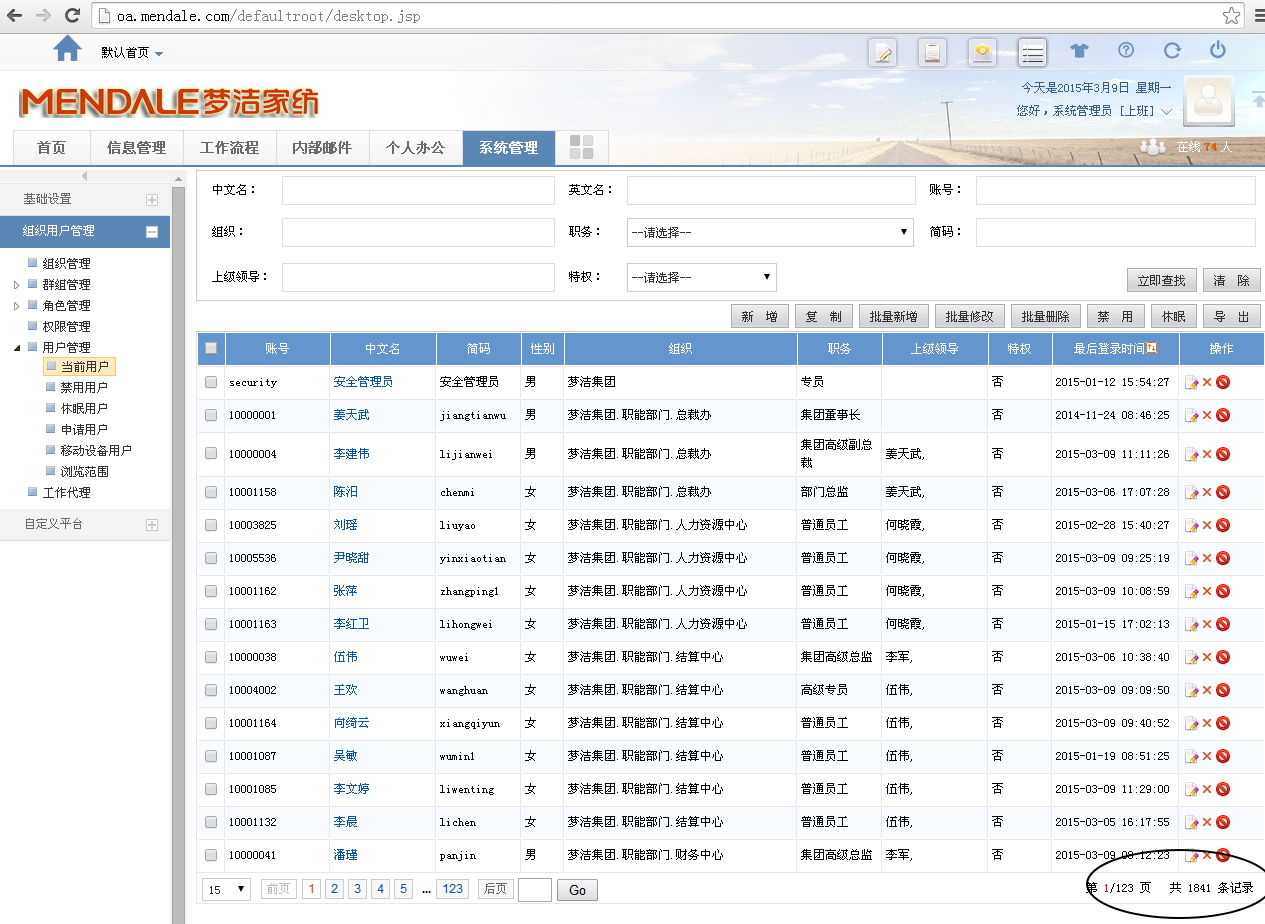 oa.mendale.com/defaultroot/desktop.jsp
默认首页
今天是2015年3月9日 星期一
MENDALE梦洁家纺
您好，系统管理员 [上班]
首页 信息管理 工作流程 内部邮件 个人办公 系统管理
在线 74 人
基础设置
组织用户管理
组织管理
群组管理
角色管理
权限管理
用户管理
当前用户
禁用用户
休眠用户
申请用户
移动设备用户
浏览范围
工作代理
自定义平台
中文名： 英文名： 账号：
组织： 职务： --请选择-- 简码：
上级领导： 特权： --请选择-- 立即查找 清 除
新 增 复 制 批量新增 批量修改 批量删除 禁 用 休眠 导 出
账号 中文名 简码 性别 组织 职务 上级领导 特权 最后登录时间 操作
security 安全管理员 安全管理员 男 梦洁集团 专员 否 2015-01-12 15:54:27
10000001 姜天武 jiangtianwu 男 梦洁集团.职能部门.总裁办 集团董事长 否 2014-11-24 08:46:25
10000004 李建伟 lijianwei 男 梦洁集团.职能部门.总裁办 集团高级副总裁 姜天武, 否 2015-03-09 11:11:26
10001158 陈汨 chenmi 女 梦洁集团.职能部门.总裁办 部门总监 姜天武, 否 2015-03-06 17:07:28
10003825 刘瑶 liuyao 女 梦洁集团.职能部门.人力资源中心 普通员工 何晓霞, 否 2015-02-28 15:40:27
10005536 尹晓甜 yinxiaotian 女 梦洁集团.职能部门.人力资源中心 普通员工 何晓霞, 否 2015-03-09 09:25:19
10001162 张萍 zhangping1 女 梦洁集团.职能部门.人力资源中心 普通员工 何晓霞, 否 2015-03-09 10:08:59
10001163 李红卫 lihongwei 女 梦洁集团.职能部门.人力资源中心 普通员工 何晓霞, 否 2015-01-15 17:02:13
10000038 伍伟 wuwei 女 梦洁集团.职能部门.结算中心 集团高级总监 李军, 否 2015-03-06 10:38:40
10004002 王欢 wanghuan 女 梦洁集团.职能部门.结算中心 高级专员 伍伟, 否 2015-03-09 09:09:50
10001164 向绮云 xiangqiyun 女 梦洁集团.职能部门.结算中心 普通员工 伍伟, 否 2015-03-09 09:40:52
10001087 吴敏 wumin1 女 梦洁集团.职能部门.结算中心 普通员工 伍伟, 否 2015-01-19 08:51:25
10001085 李文婷 liwenting 女 梦洁集团.职能部门.结算中心 普通员工 伍伟, 否 2015-03-09 11:29:00
10001132 李晨 lichen 女 梦洁集团.职能部门.结算中心 普通员工 伍伟, 否 2015-03-05 16:17:55
10000041 潘瑾 panjin 男 梦洁集团.职能部门.财务中心 集团高级总监 李军, 否 2015-03-09 08:12:23
15 前页 1 2 3 4 5 ... 123 后页 Go 第 1/123 页 共 1841 条记录